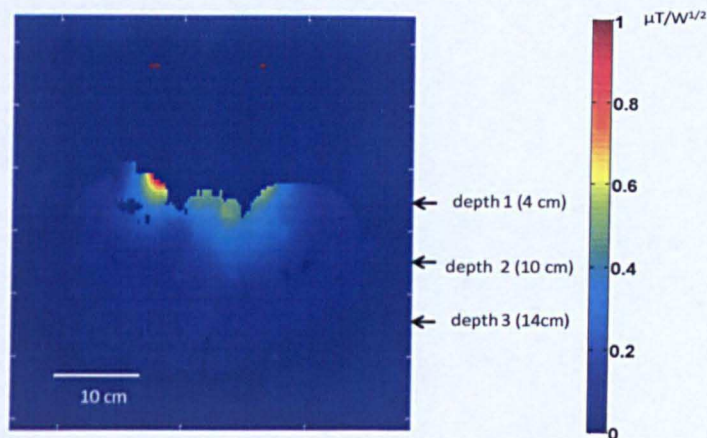 1 µT/W^1/2
0.8
depth 1 (4 cm)
0.6
depth 2 (10 cm)
0.4
depth 3 (14cm)
0.2
10 cm
0